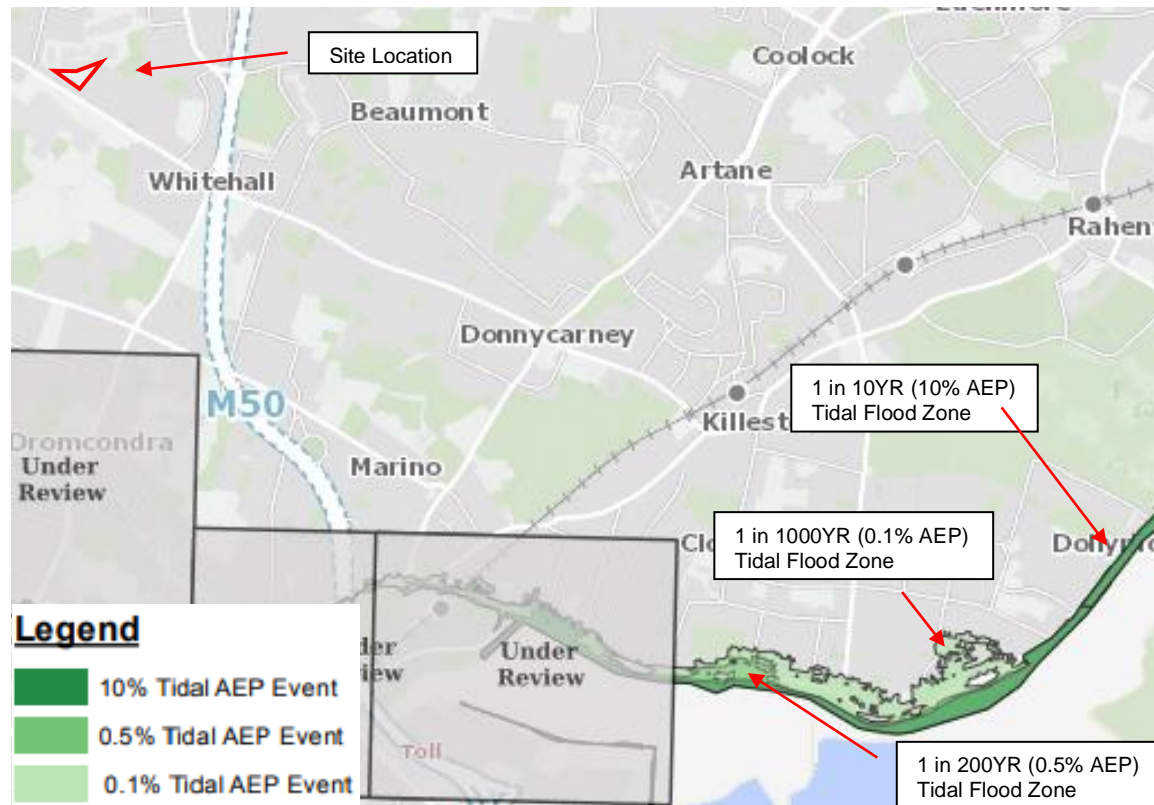 Site Location
Coolock
Beaumont
Artane
Whitehall
Donnycarney
M50
Killest
1 in 10YR (10% AEP)
Tidal Flood Zone
Dromcondra
Under
Review
Marino
1 in 1000YR (0.1% AEP)
Tidal Flood Zone
Under
Review
Toll
Legend
10% Tidal AEP Event
0.5% Tidal AEP Event
0.1% Tidal AEP Event
1 in 200YR (0.5% AEP)
Tidal Flood Zone